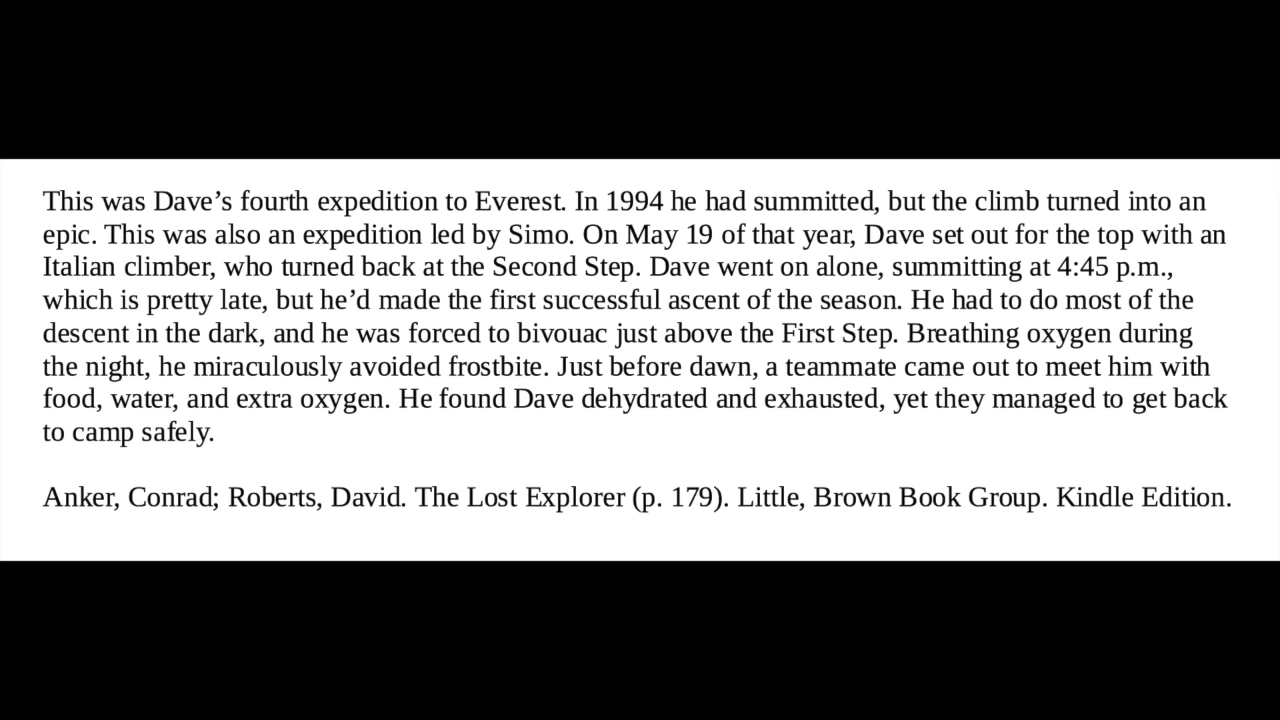 This was Dave’s fourth expedition to Everest. In 1994 he had summitted, but the climb turned into an
epic. This was also an expedition led by Simo. On May 19 of that year, Dave set out for the top with an
Italian climber, who turned back at the Second Step. Dave went on alone, summitting at 4:45 p.m.,
which is pretty late, but he’d made the first successful ascent of the season. He had to do most of the
descent in the dark, and he was forced to bivouac just above the First Step. Breathing oxygen during
the night, he miraculously avoided frostbite. Just before dawn, a teammate came out to meet him with
food, water, and extra oxygen. He found Dave dehydrated and exhausted, yet they managed to get back
to camp safely.
Anker, Conrad; Roberts, David. The Lost Explorer (p. 179). Little, Brown Book Group. Kindle Edition.